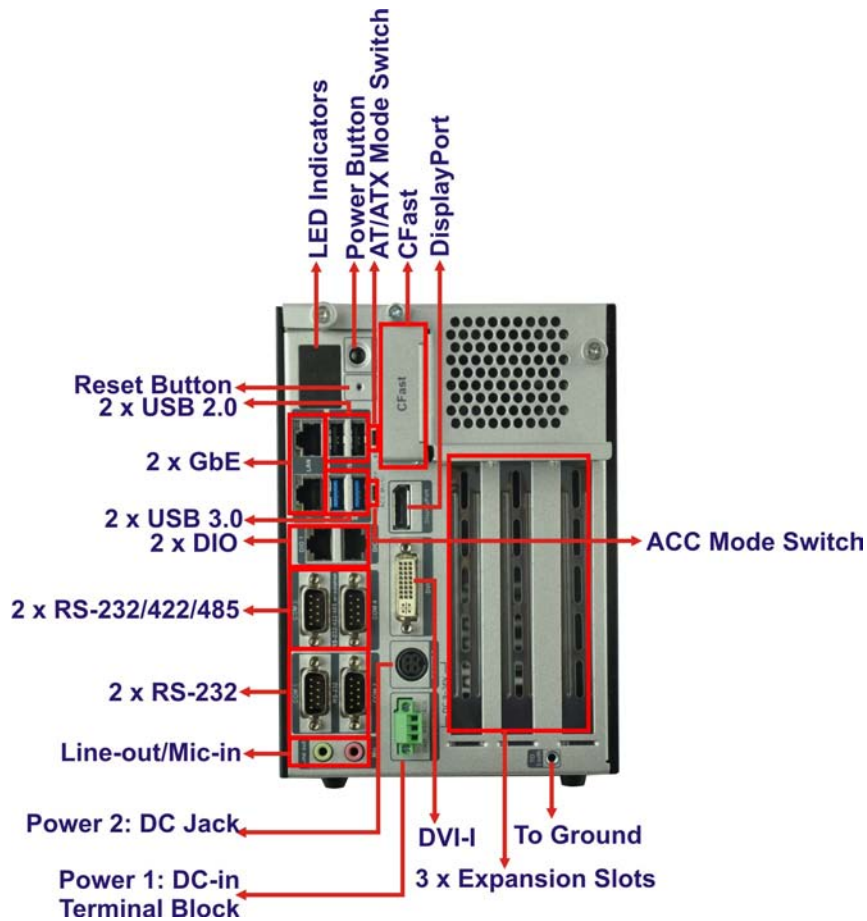 LED Indicators
Power Button
AT/ATX Mode Switch
CFast
DisplayPort
Reset Button
2 x USB 2.0
CFast
2 x GbE
LAN
2 x USB 3.0
2 x DIO
ACC Mode Switch
2 x RS-232/422/485
2 x RS-232
Line-out/Mic-in
Power 2: DC Jack
DVI-I
To Ground
Power 1: DC-in
Terminal Block
3 x Expansion Slots